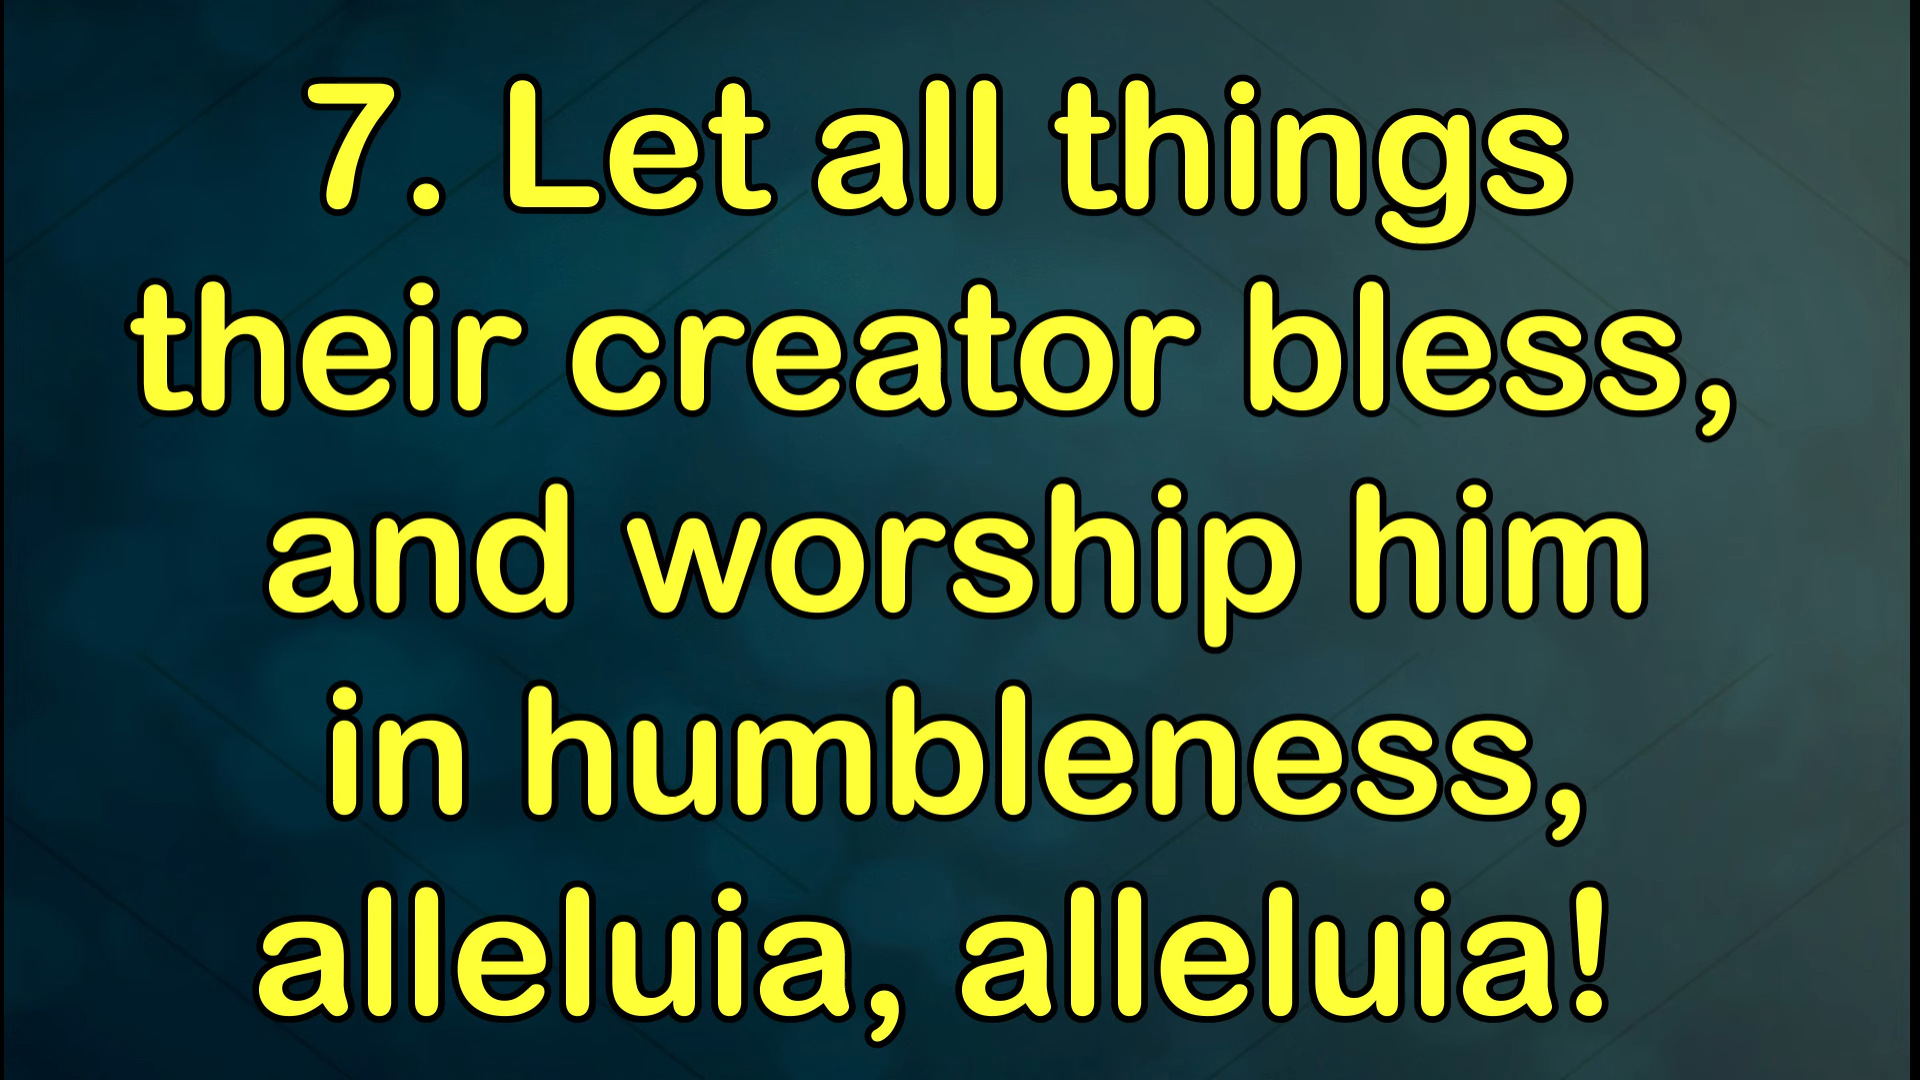 7. Let all things
their creator bless,
and worship him
in humbleness,
alleluia, alleluia!